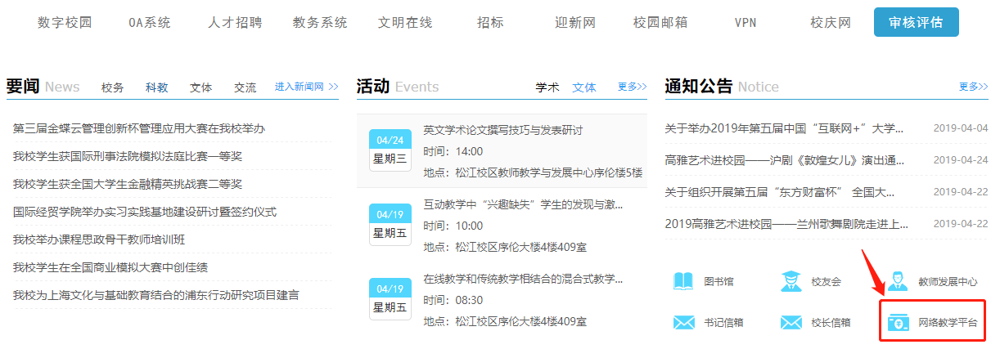 数字校园 OA系统 人才招聘 教务系统 文明在线 招标 迎新网 校园邮箱 VPN 校庆网 审核评估
要闻 News 校务 科教 文体 交流 进入新闻网 >>
第三届金蝶云管理创新杯管理应用大赛在我校举办
我校学生获国际刑事法院模拟法庭比赛一等奖
我校学生获全国大学生金融精英挑战赛二等奖
国际经贸学院举办实习实践基地建设研讨暨签约仪式
我校举办课程思政骨干教师培训班
我校学生在全国商业模拟大赛中创佳绩
我校为上海文化与基础教育结合的浦东行动研究项目建言
活动 Events 学术 文体 更多>>
04/24 星期三
英文学术论文撰写技巧与发表研讨
时间：14:00
地点：松江校区教师教学与发展中心序伦楼5楼
04/19 星期五
互动教学中“兴趣缺失”学生的发现与激...
时间：10:00
地点：松江校区序伦大楼4楼409室
04/19 星期五
在线教学和传统教学相结合的混合式教学...
时间：08:30
地点：松江校区序伦大楼4楼409室
通知公告 Notice 更多>>
关于举办2019年第五届中国“互联网+”大学... 2019-04-04
高雅艺术进校园——沪剧《敦煌女儿》演出通... 2019-04-24
关于组织开展第五届“东方财富杯” 全国大... 2019-04-22
2019高雅艺术进校园——兰州歌舞剧院走进上... 2019-04-22
图书馆 校友会 教师发展中心
书记信箱 校长信箱 网络教学平台